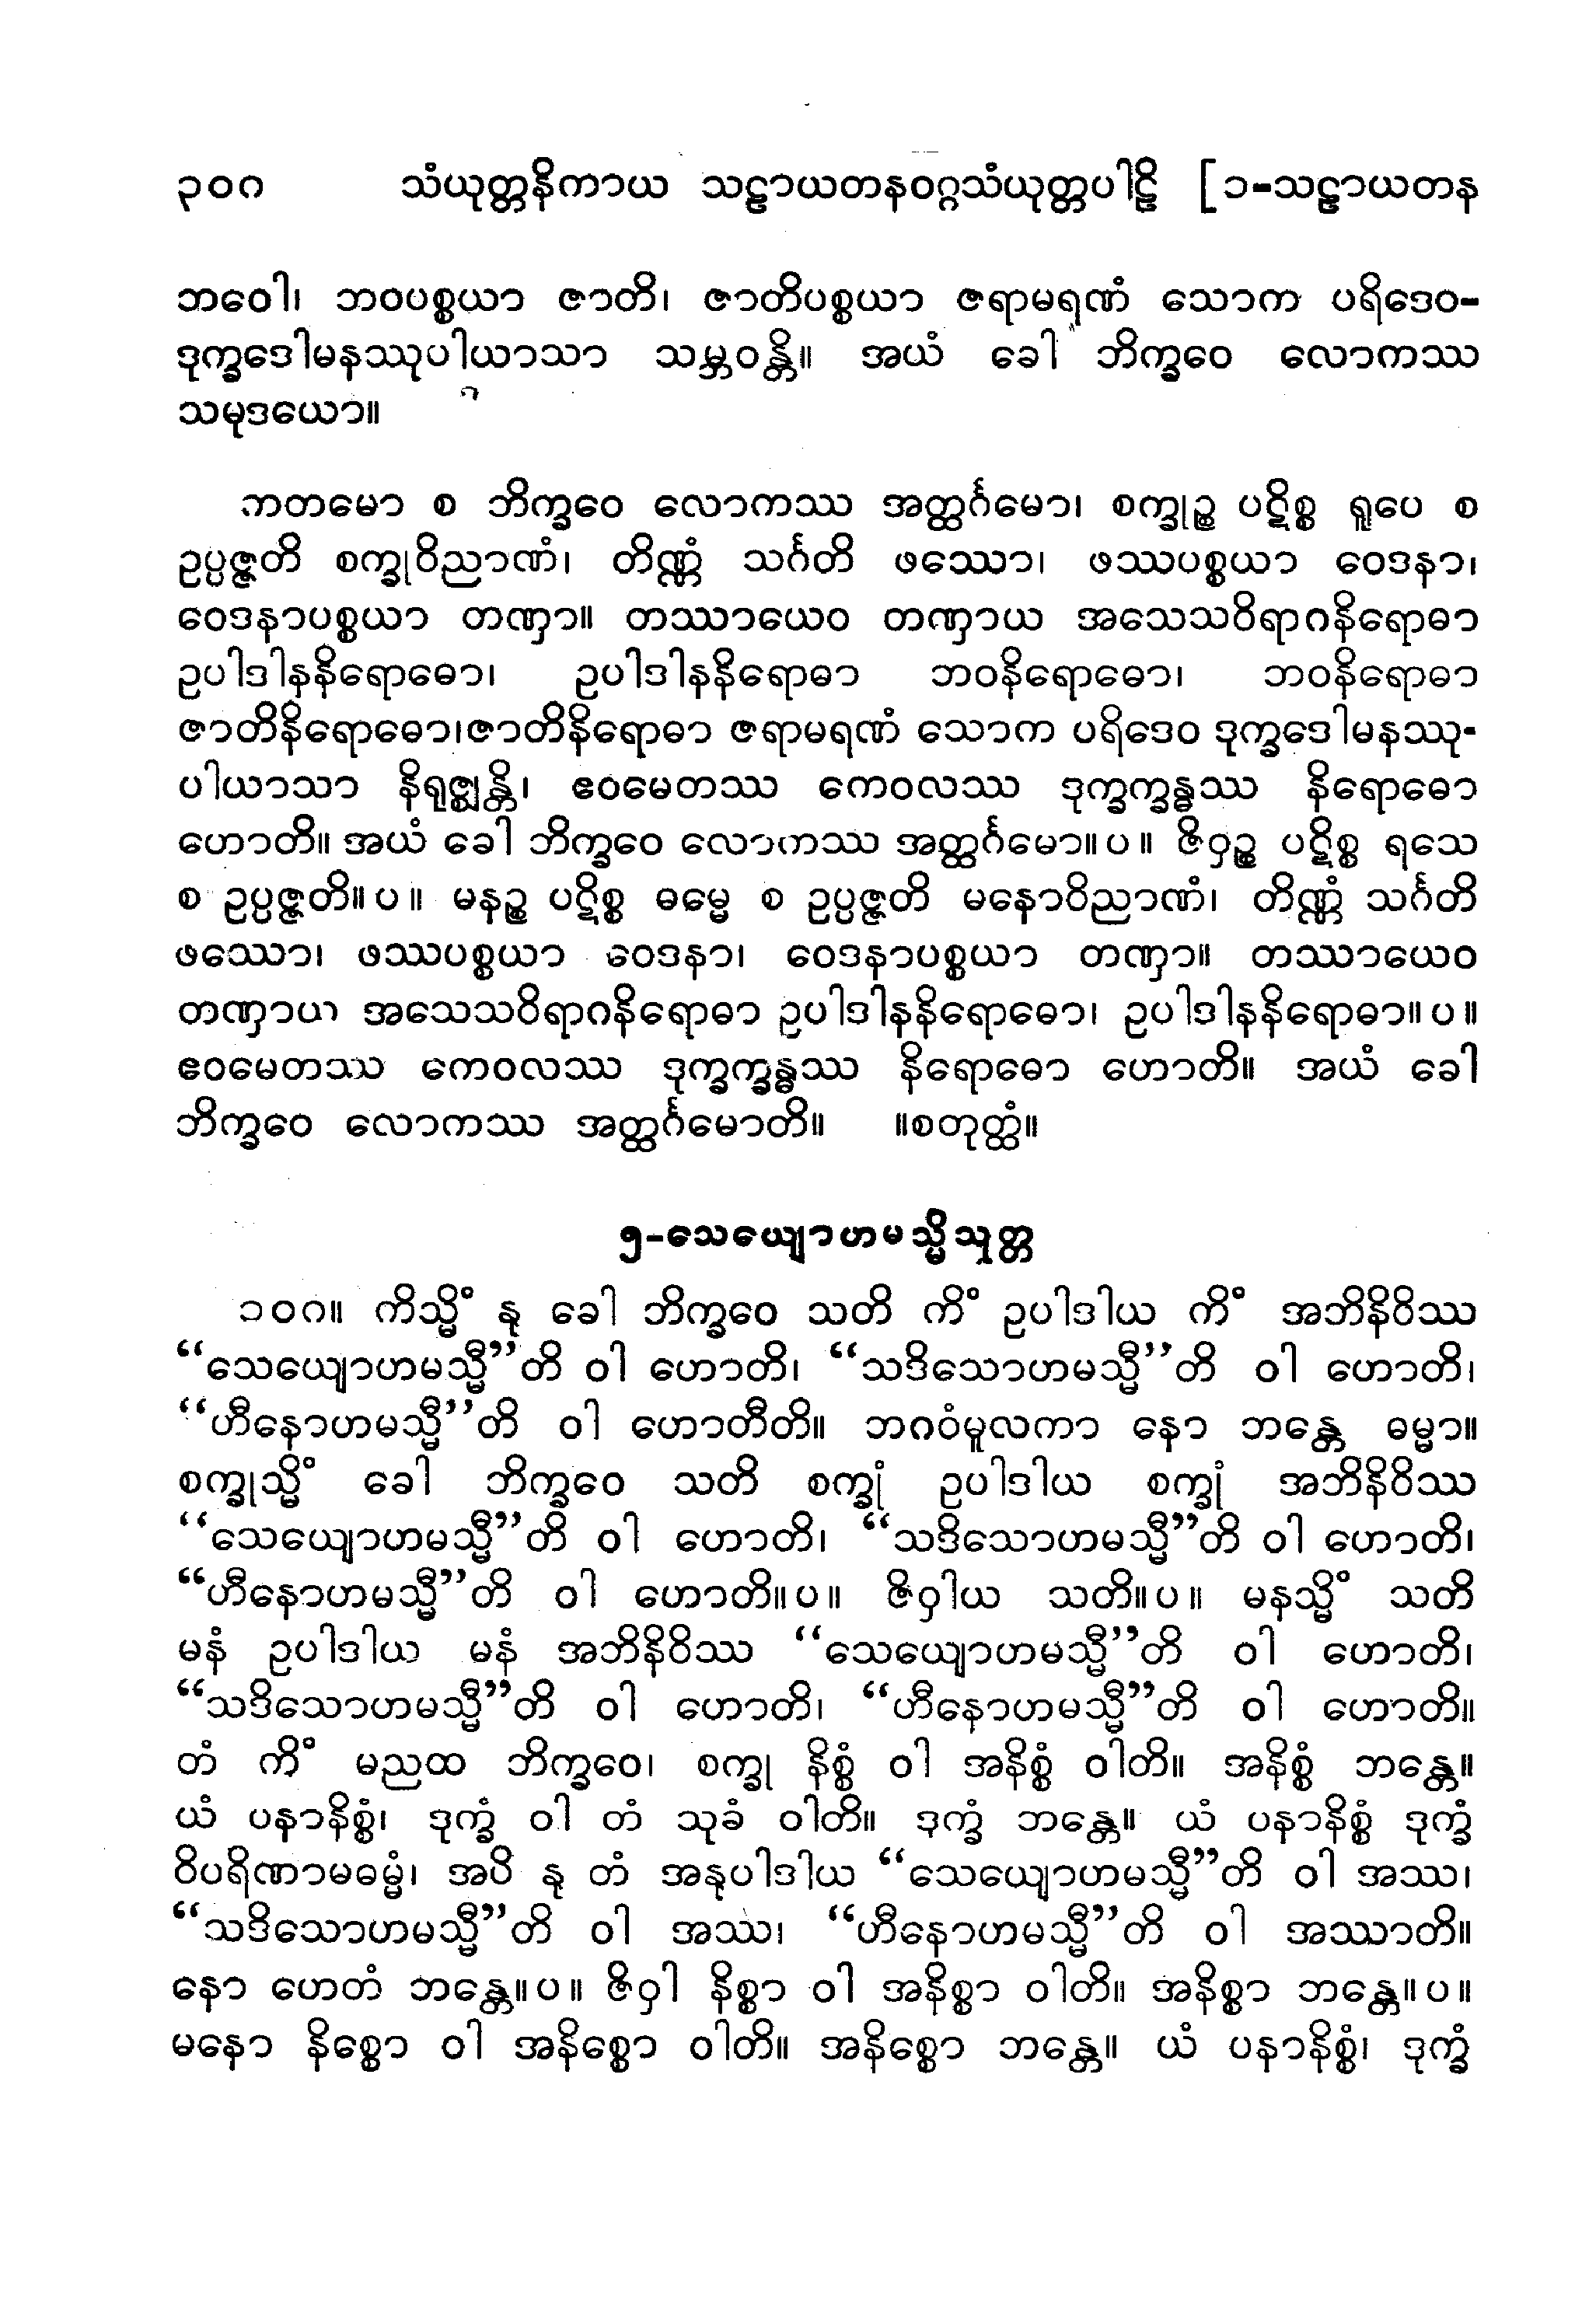 ၃၀၈ သံယုတ္တနိကာယ သဠာယတနဝဂ္ဂသံယုတ္တပါဠိ [၁-သဠာယတန
ဘဝေါ၊ ဘဝပစ္စယာ ဇာတိ၊ ဇာတိပစ္စယာ ဇရာမရဏံ သောက ပရိဒေဝ-
ဒုက္ခဒေါမနဿုပါယာသာ သမ္ဘဝန္တိ။ အယံ ခေါ ဘိက္ခဝေ လောကဿ
သမုဒယော။
ကတမော စ ဘိက္ခဝေ လောကဿ အတ္ထင်္ဂမော၊ စက္ခုဉ္စ ပဋိစ္စ ရူပေ စ
ဥပ္ပဇ္ဇတိ စက္ခုဝိညာဏံ၊ တိဏ္ဏံ သင်္ဂတိ ဖဿော၊ ဖဿပစ္စယာ ဝေဒနာ၊
ဝေဒနာပစ္စယာ တဏှာ။ တဿာယေဝ တဏှာယ အသေသဝိရာဂနိရောဓာ
ဥပါဒါနနိရောဓော၊ ဥပါဒါနနိရောဓာ ဘဝနိရောဓော၊ ဘဝနိရောဓာ
ဇာတိနိရောဓော၊ဇာတိနိရောဓာ ဇရာမရဏံ သောက ပရိဒေဝ ဒုက္ခဒေါမနဿု-
ပါယာသာ နိရုဇ္ဈန္တိ၊ ဧဝမေတဿ ကေဝလဿ ဒုက္ခက္ခန္ဓဿ နိရောဓော
ဟောတိ။ အယံ ခေါ ဘိက္ခဝေ လောကဿ အတ္ထင်္ဂမော။ပ။ ဇိဝှဉ္စ ပဋိစ္စ ရသေ
စ ဥပ္ပဇ္ဇတိ။ပ။ မနဉ္စ ပဋိစ္စ ဓမ္မေ စ ဥပ္ပဇ္ဇတိ မနောဝိညာဏံ၊ တိဏ္ဏံ သင်္ဂတိ
ဖဿော၊ ဖဿပစ္စယာ ဝေဒနာ၊ ဝေဒနာပစ္စယာ တဏှာ။ တဿာယေဝ
တဏှာယ အသေသဝိရာဂနိရောဓာ ဥပါဒါနနိရောဓော၊ ဥပါဒါနနိရောဓာ။ပ။
ဧဝမေတဿ ကေဝလဿ ဒုက္ခက္ခန္ဓဿ နိရောဓော ဟောတိ။ အယံ ခေါ
ဘိက္ခဝေ လောကဿ အတ္ထင်္ဂမောတိ။ ။စတုတ္ထံ။
၅-သေယျောဟမသ္မိသုတ္တ
၁၀၈။ ကိသ္မိံ နု ခေါ ဘိက္ခဝေ သတိ ကိံ ဥပါဒါယ ကိံ အဘိနိဝိဿ
“သေယျောဟမသ္မီ”တိ ဝါ ဟောတိ၊ “သဒိသောဟမသ္မီ”တိ ဝါ ဟောတိ၊
“ဟီနောဟမသ္မီ”တိ ဝါ ဟောတီတိ။ ဘဂဝံမူလကာ နော ဘန္တေ ဓမ္မာ။
စက္ခုသ္မိံ ခေါ ဘိက္ခဝေ သတိ စက္ခုံ ဥပါဒါယ စက္ခုံ အဘိနိဝိဿ
“သေယျောဟမသ္မီ”တိ ဝါ ဟောတိ၊ “သဒိသောဟမသ္မီ”တိ ဝါ ဟောတိ၊
“ဟီနောဟမသ္မီ”တိ ဝါ ဟောတိ။ပ။ ဇိဝှါယ သတိ။ပ။ မနသ္မိံ သတိ
မနံ ဥပါဒါယ မနံ အဘိနိဝိဿ “သေယျောဟမသ္မီ”တိ ဝါ ဟောတိ၊
“သဒိသောဟမသ္မီ”တိ ဝါ ဟောတိ၊ “ဟီနောဟမသ္မီ”တိ ဝါ ဟောတိ။
တံ ကိံ မညထ ဘိက္ခဝေ၊ စက္ခု နိစ္စံ ဝါ အနိစ္စံ ဝါတိ။ အနိစ္စံ ဘန္တေ။
ယံ ပနာနိစ္စံ၊ ဒုက္ခံ ဝါ တံ သုခံ ဝါတိ။ ဒုက္ခံ ဘန္တေ။ ယံ ပနာနိစ္စံ ဒုက္ခံ
ဝိပရိဏာမဓမ္မံ၊ အပိ နု တံ အနုပါဒါယ “သေယျောဟမသ္မီ”တိ ဝါ အဿ၊
“သဒိသောဟမသ္မီ”တိ ဝါ အဿ၊ “ဟီနောဟမသ္မီ”တိ ဝါ အဿာတိ။
နော ဟေတံ ဘန္တေ။ပ။ ဇိဝှါ နိစ္စာ ဝါ အနိစ္စာ ဝါတိ။ အနိစ္စာ ဘန္တေ။ပ။
မနော နိစ္စော ဝါ အနိစ္စော ဝါတိ။ အနိစ္စော ဘန္တေ။ ယံ ပနာနိစ္စံ၊ ဒုက္ခံ